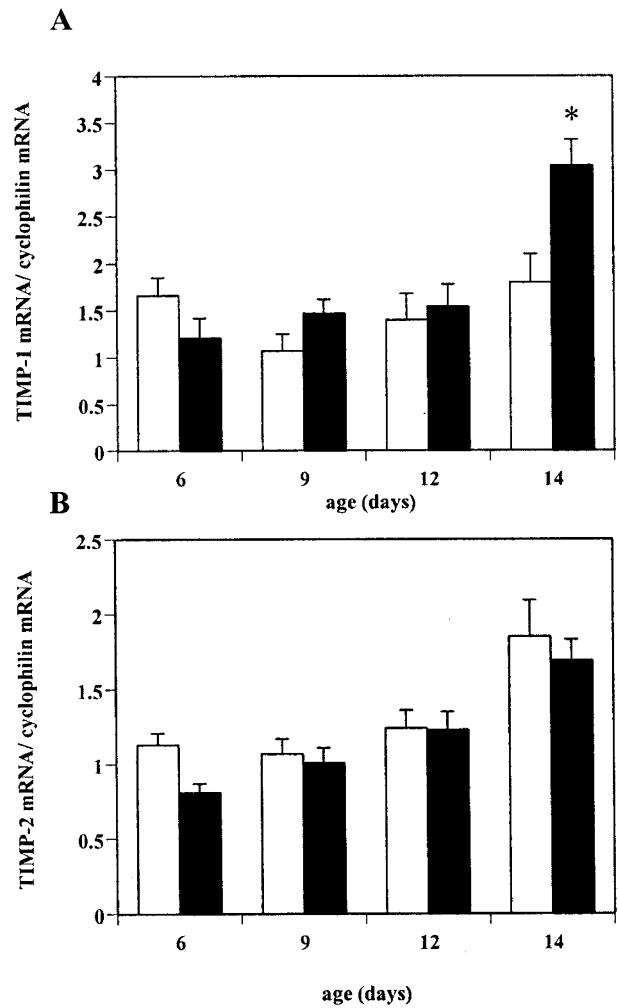 A
TIMP-1 mRNA/ cyclophilin mRNA
4
3.5
3
2.5
2
1.5
1
0.5
0
*
6 9 12 14
age (days)
B
TIMP-2 mRNA/ cyclophilin mRNA
2.5
2
1.5
1
0.5
0
6 9 12 14
age (days)